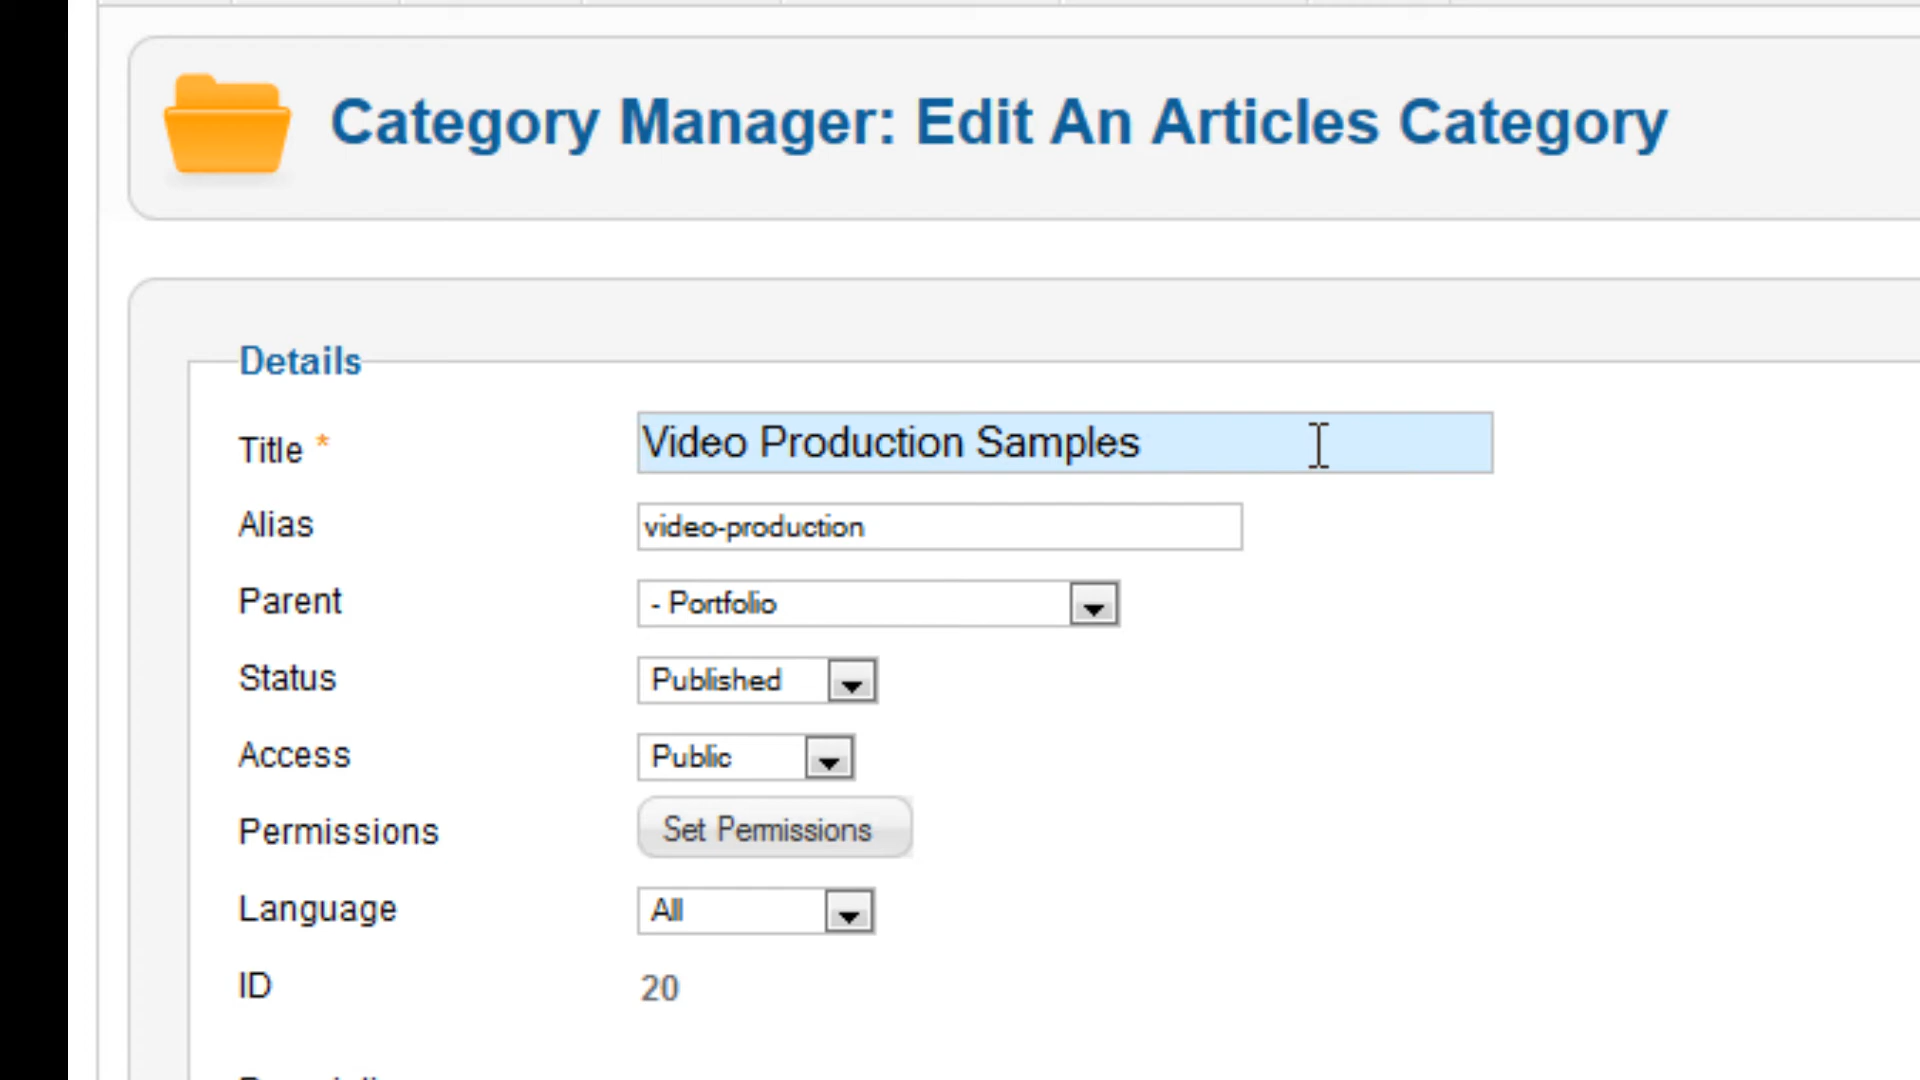 Category Manager: Edit An Articles Category
Details
Title * Video Production Samples
Alias video-production
Parent - Portfolio
Status Published
Access Public
Permissions Set Permissions
Language All
ID 20